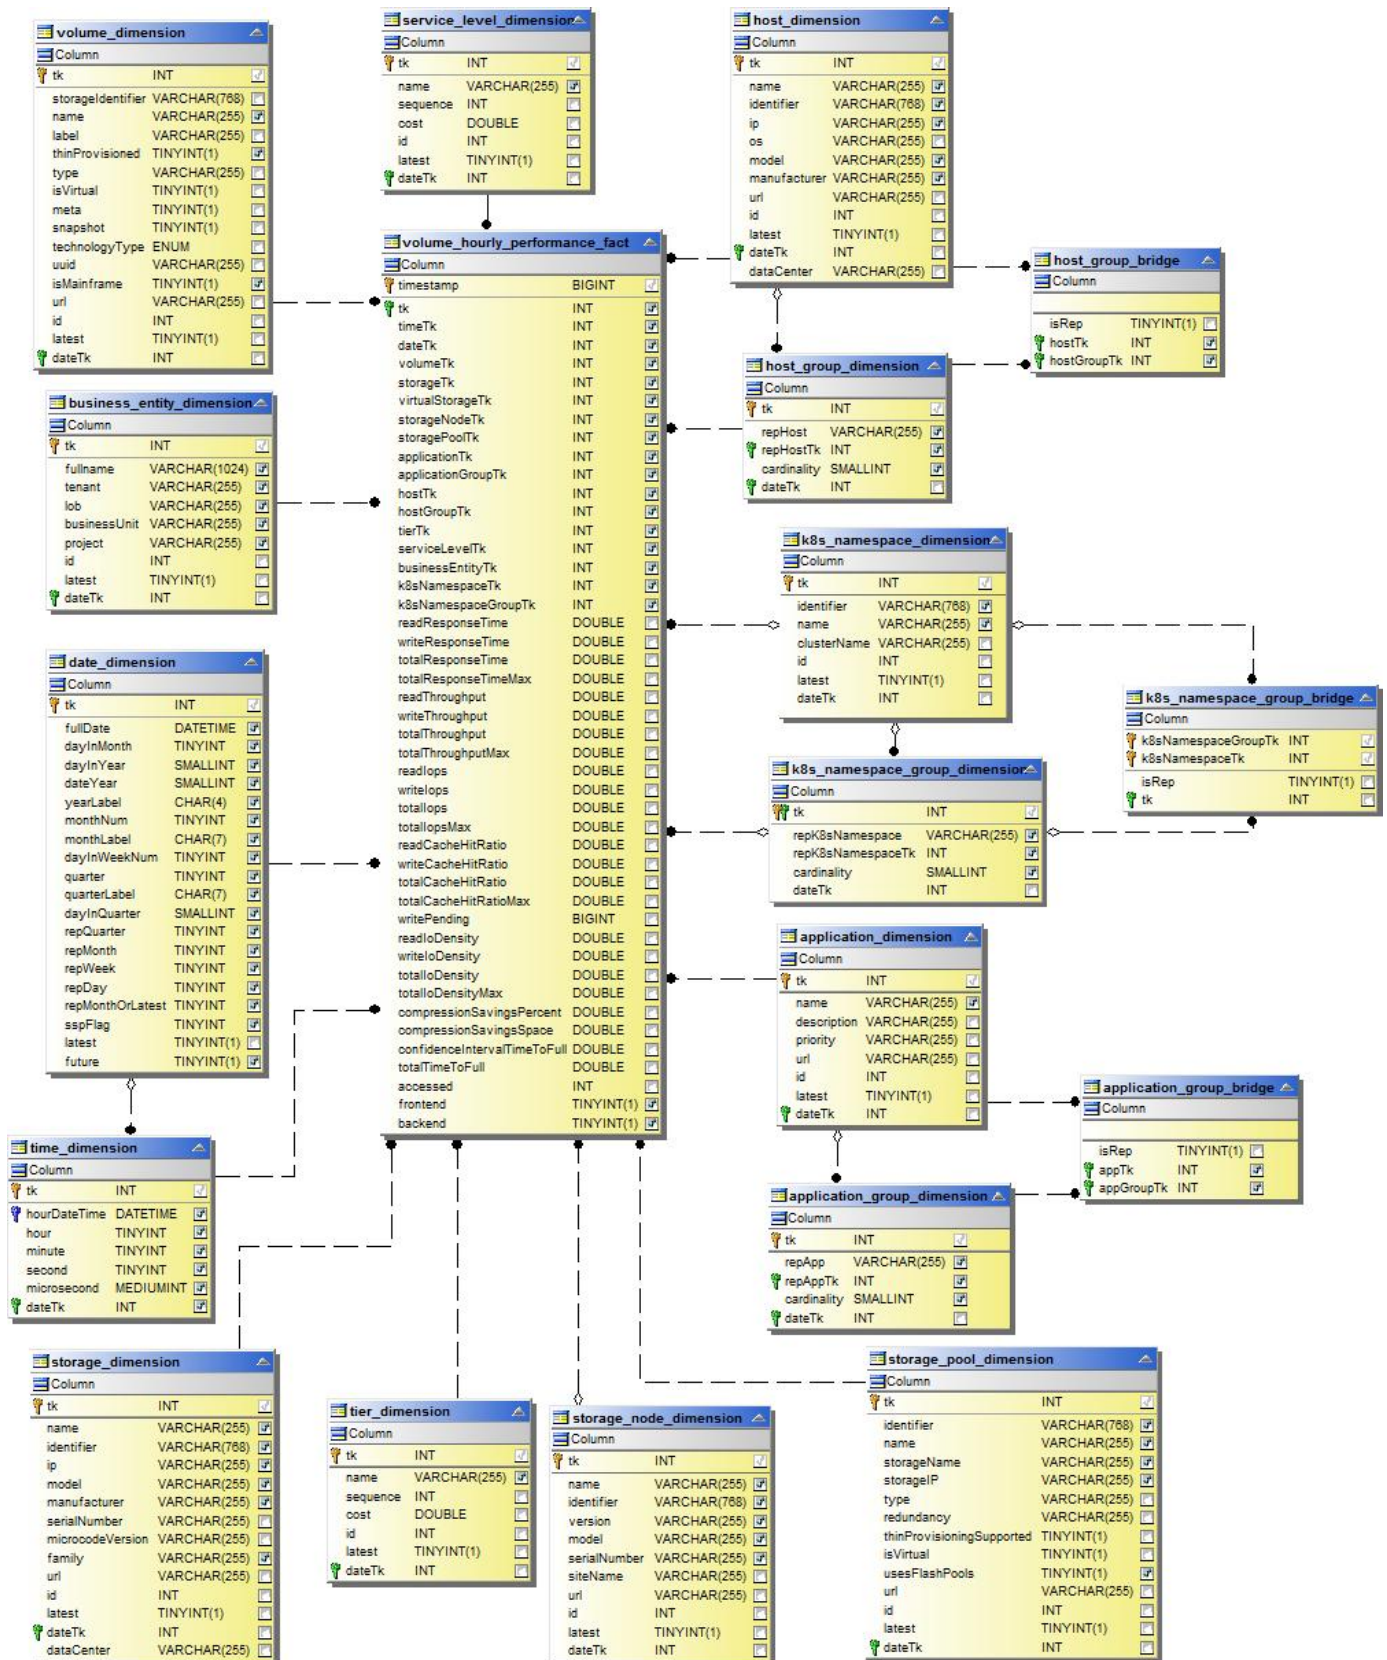 volume_dimension
Column
tk INT
storageIdentifier VARCHAR(768)
name VARCHAR(255)
label VARCHAR(255)
thinProvisioned TINYINT(1)
type VARCHAR(255)
isVirtual TINYINT(1)
meta TINYINT(1)
snapshot TINYINT(1)
technologyType ENUM
uuid VARCHAR(255)
isMainframe TINYINT(1)
url VARCHAR(255)
id INT
latest TINYINT(1)
dateTk INT
service_level_dimension
Column
tk INT
name VARCHAR(255)
sequence INT
cost DOUBLE
id INT
latest TINYINT(1)
dateTk INT
host_dimension
Column
tk INT
name VARCHAR(255)
identifier VARCHAR(768)
ip VARCHAR(255)
os VARCHAR(255)
model VARCHAR(255)
manufacturer VARCHAR(255)
url VARCHAR(255)
id INT
latest TINYINT(1)
dateTk INT
dataCenter VARCHAR(255)
host_group_bridge
Column
isRep TINYINT(1)
hostTk INT
hostGroupTk INT
volume_hourly_performance_fact
Column
timestamp BIGINT
tk INT
timeTk INT
dateTk INT
volumeTk INT
storageTk INT
virtualStorageTk INT
storageNodeTk INT
storagePoolTk INT
applicationTk INT
applicationGroupTk INT
hostTk INT
hostGroupTk INT
tierTk INT
serviceLevelTk INT
businessEntityTk INT
k8sNamespaceTk INT
k8sNamespaceGroupTk INT
readResponseTime DOUBLE
writeResponseTime DOUBLE
totalResponseTime DOUBLE
totalResponseTimeMax DOUBLE
readThroughput DOUBLE
writeThroughput DOUBLE
totalThroughput DOUBLE
totalThroughputMax DOUBLE
readIops DOUBLE
writeIops DOUBLE
totalIops DOUBLE
totalIopsMax DOUBLE
readCacheHitRatio DOUBLE
writeCacheHitRatio DOUBLE
totalCacheHitRatio DOUBLE
totalCacheHitRatioMax DOUBLE
writePending BIGINT
readIoDensity DOUBLE
writeIoDensity DOUBLE
totalIoDensity DOUBLE
totalIoDensityMax DOUBLE
compressionSavingsPercent DOUBLE
compressionSavingsSpace DOUBLE
confidenceIntervalTimeToFull DOUBLE
totalTimeToFull DOUBLE
accessed INT
frontend TINYINT(1)
backend TINYINT(1)
host_group_dimension
Column
tk INT
repHost VARCHAR(255)
repHostTk INT
cardinality SMALLINT
dateTk INT
business_entity_dimension
Column
tk INT
fullname VARCHAR(1024)
tenant VARCHAR(255)
lob VARCHAR(255)
businessUnit VARCHAR(255)
project VARCHAR(255)
id INT
latest TINYINT(1)
dateTk INT
k8s_namespace_dimension
Column
tk INT
identifier VARCHAR(768)
name VARCHAR(255)
clusterName VARCHAR(255)
id INT
latest TINYINT(1)
dateTk INT
k8s_namespace_group_bridge
Column
k8sNamespaceGroupTk INT
k8sNamespaceTk INT
isRep TINYINT(1)
tk INT
date_dimension
Column
tk INT
fullDate DATETIME
dayInMonth TINYINT
dayInYear SMALLINT
dateYear SMALLINT
yearLabel CHAR(4)
monthNum TINYINT
monthLabel CHAR(7)
dayInWeekNum TINYINT
quarter TINYINT
quarterLabel CHAR(7)
dayInQuarter SMALLINT
repQuarter TINYINT
repMonth TINYINT
repWeek TINYINT
repDay TINYINT
repMonthOrLatest TINYINT
sspFlag TINYINT
latest TINYINT(1)
future TINYINT(1)
k8s_namespace_group_dimension
Column
tk INT
repK8sNamespace VARCHAR(255)
repK8sNamespaceTk INT
cardinality SMALLINT
dateTk INT
application_dimension
Column
tk INT
name VARCHAR(255)
description VARCHAR(255)
priority VARCHAR(255)
url VARCHAR(255)
id INT
latest TINYINT(1)
dateTk INT
application_group_bridge
Column
isRep TINYINT(1)
appTk INT
appGroupTk INT
time_dimension
Column
tk INT
hourDateTime DATETIME
hour TINYINT
minute TINYINT
second TINYINT
microsecond MEDIUMINT
dateTk INT
application_group_dimension
Column
tk INT
repApp VARCHAR(255)
repAppTk INT
cardinality SMALLINT
dateTk INT
storage_dimension
Column
tk INT
name VARCHAR(255)
identifier VARCHAR(768)
ip VARCHAR(255)
model VARCHAR(255)
manufacturer VARCHAR(255)
serialNumber VARCHAR(255)
microcodeVersion VARCHAR(255)
family VARCHAR(255)
url VARCHAR(255)
id INT
latest TINYINT(1)
dateTk INT
dataCenter VARCHAR(255)
tier_dimension
Column
tk INT
name VARCHAR(255)
sequence INT
cost DOUBLE
id INT
latest TINYINT(1)
dateTk INT
storage_node_dimension
Column
tk INT
name VARCHAR(255)
identifier VARCHAR(768)
version VARCHAR(255)
model VARCHAR(255)
serialNumber VARCHAR(255)
siteName VARCHAR(255)
url VARCHAR(255)
id INT
latest TINYINT(1)
dateTk INT
storage_pool_dimension
Column
tk INT
identifier VARCHAR(768)
name VARCHAR(255)
storageName VARCHAR(255)
storageIP VARCHAR(255)
type VARCHAR(255)
redundancy VARCHAR(255)
thinProvisioningSupported TINYINT(1)
isVirtual TINYINT(1)
usesFlashPools TINYINT(1)
url VARCHAR(255)
id INT
latest TINYINT(1)
dateTk INT